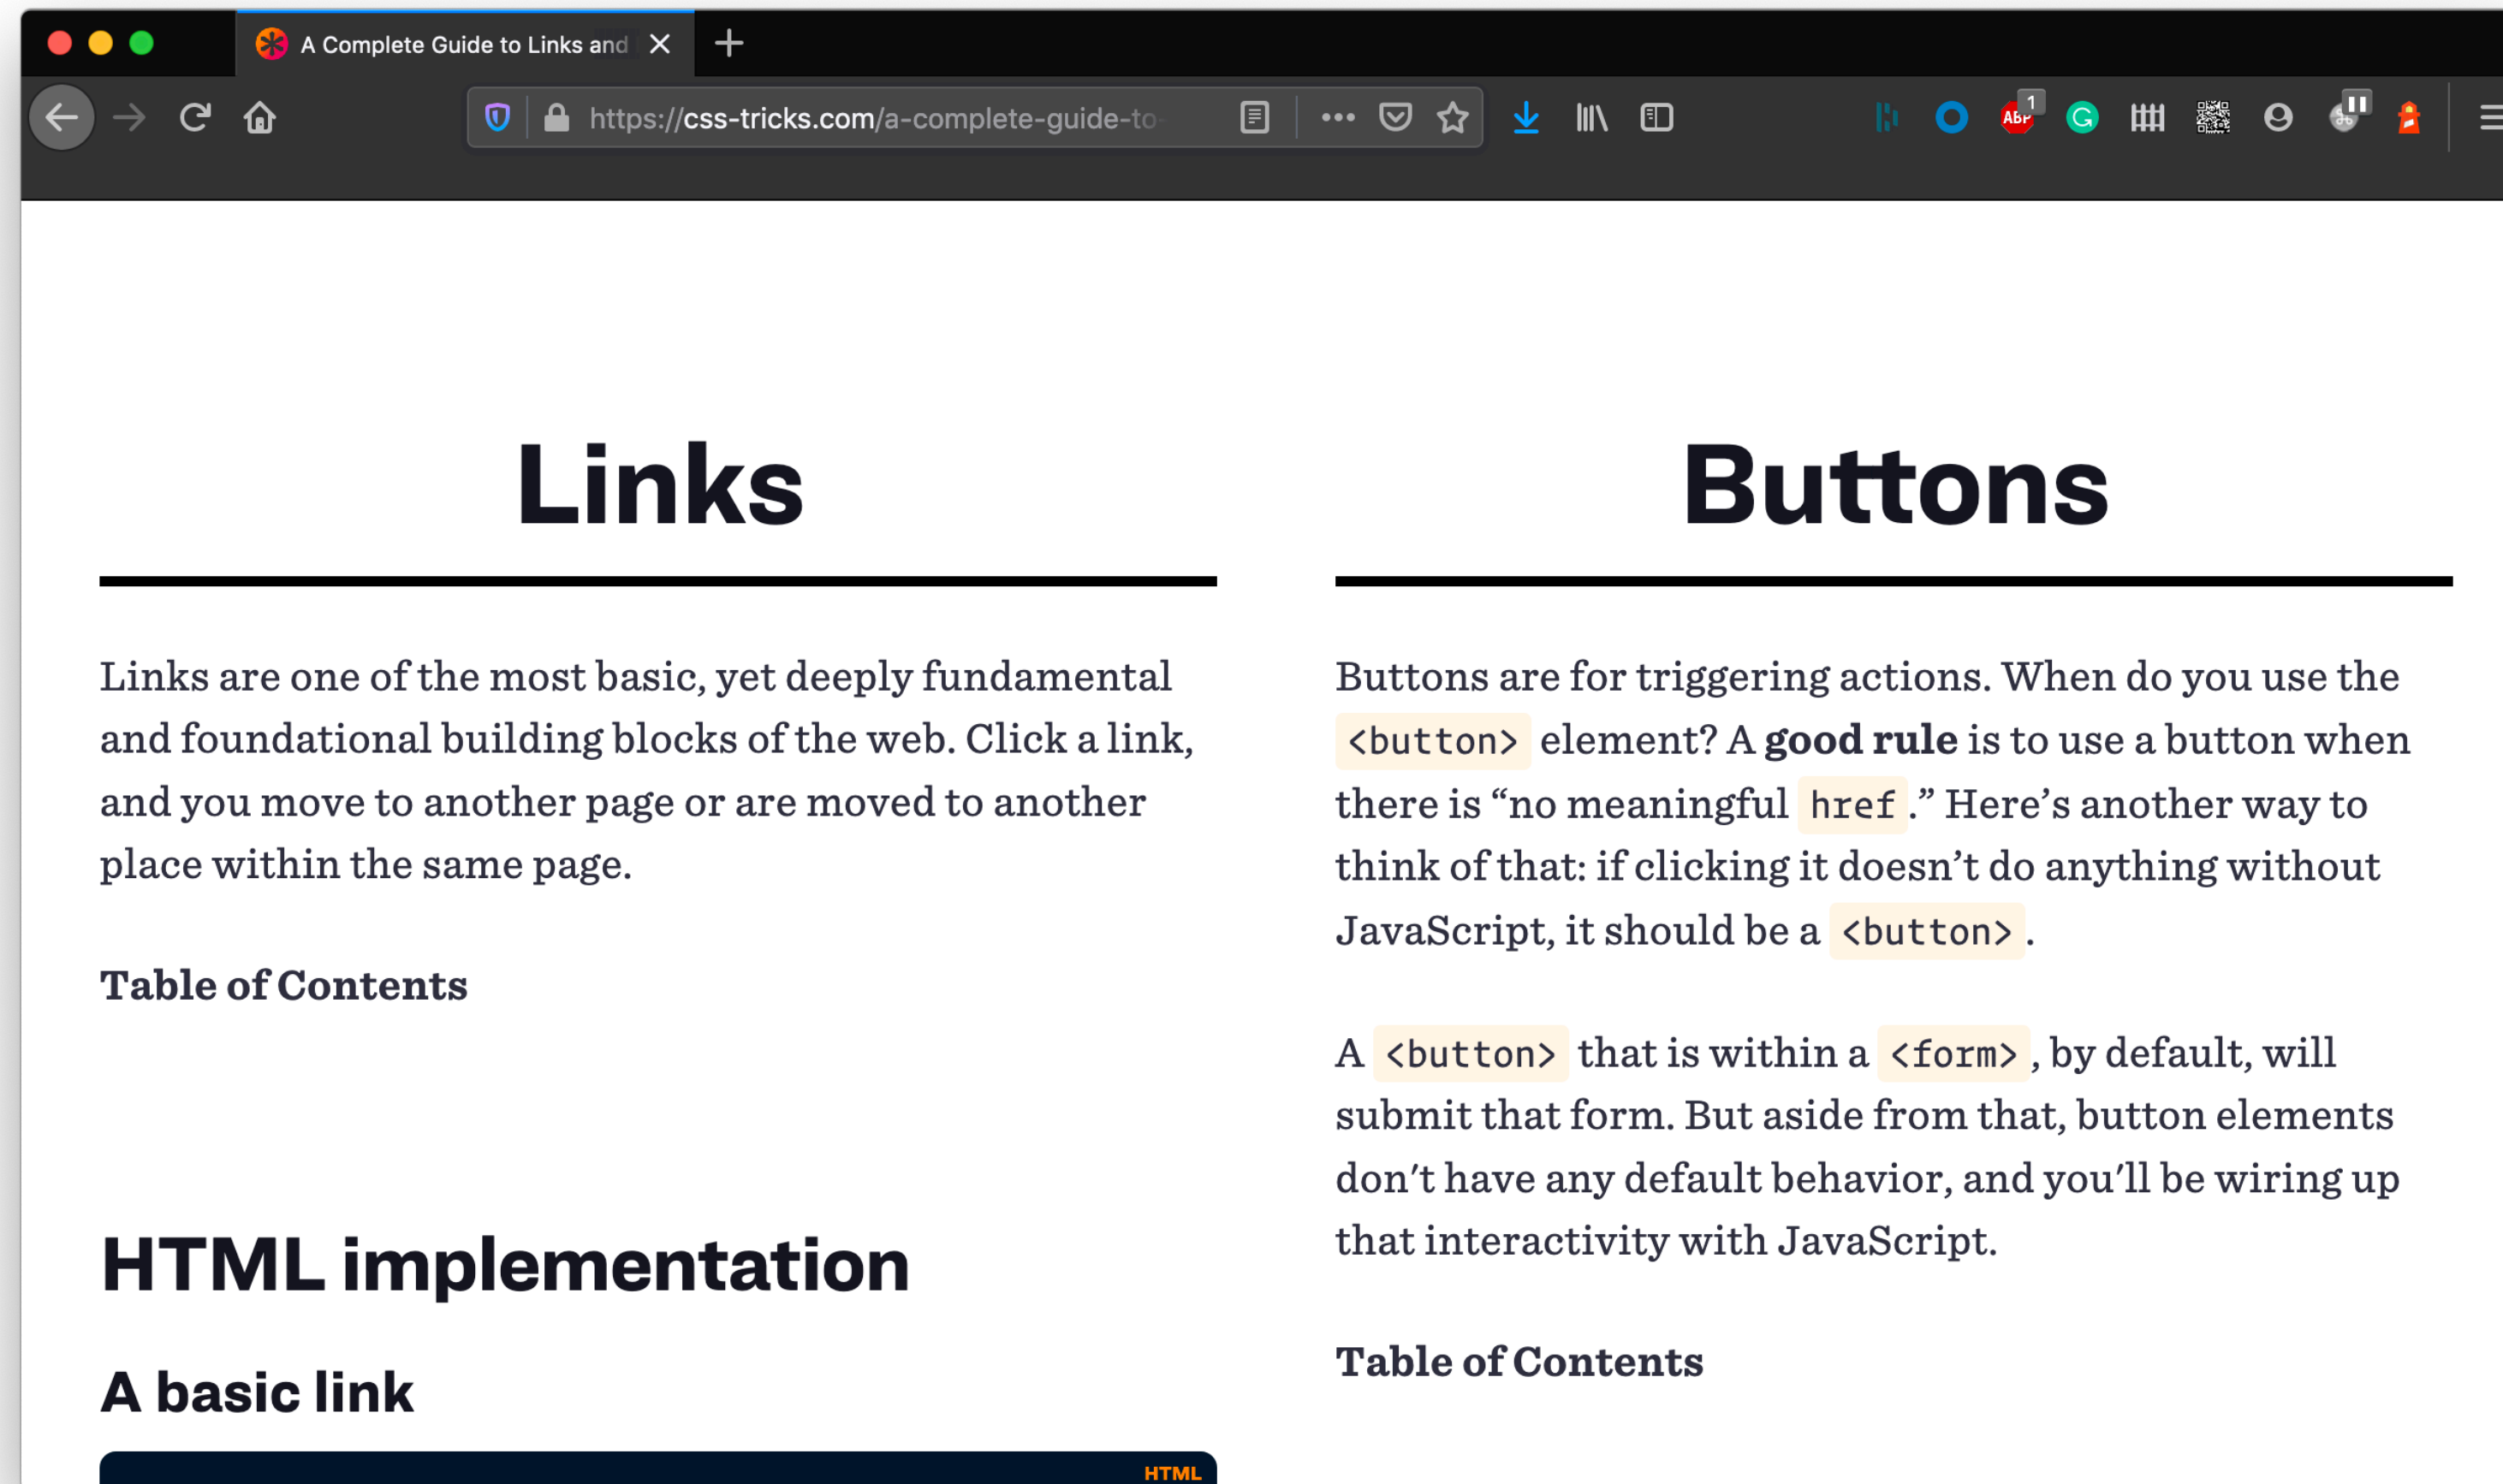 A Complete Guide to Links and
https://css-tricks.com/a-complete-guide-to-
ABP
1
G
Links
Links are one of the most basic, yet deeply fundamental
and foundational building blocks of the web. Click a link,
and you move to another page or are moved to another
place within the same page.
Table of Contents
HTML implementation
A basic link
HTML
Buttons
Buttons are for triggering actions. When do you use the
<button> element? A good rule is to use a button when
there is “no meaningful href.” Here’s another way to
think of that: if clicking it doesn’t do anything without
JavaScript, it should be a <button>.
A <button> that is within a <form>, by default, will
submit that form. But aside from that, button elements
don't have any default behavior, and you'll be wiring up
that interactivity with JavaScript.
Table of Contents